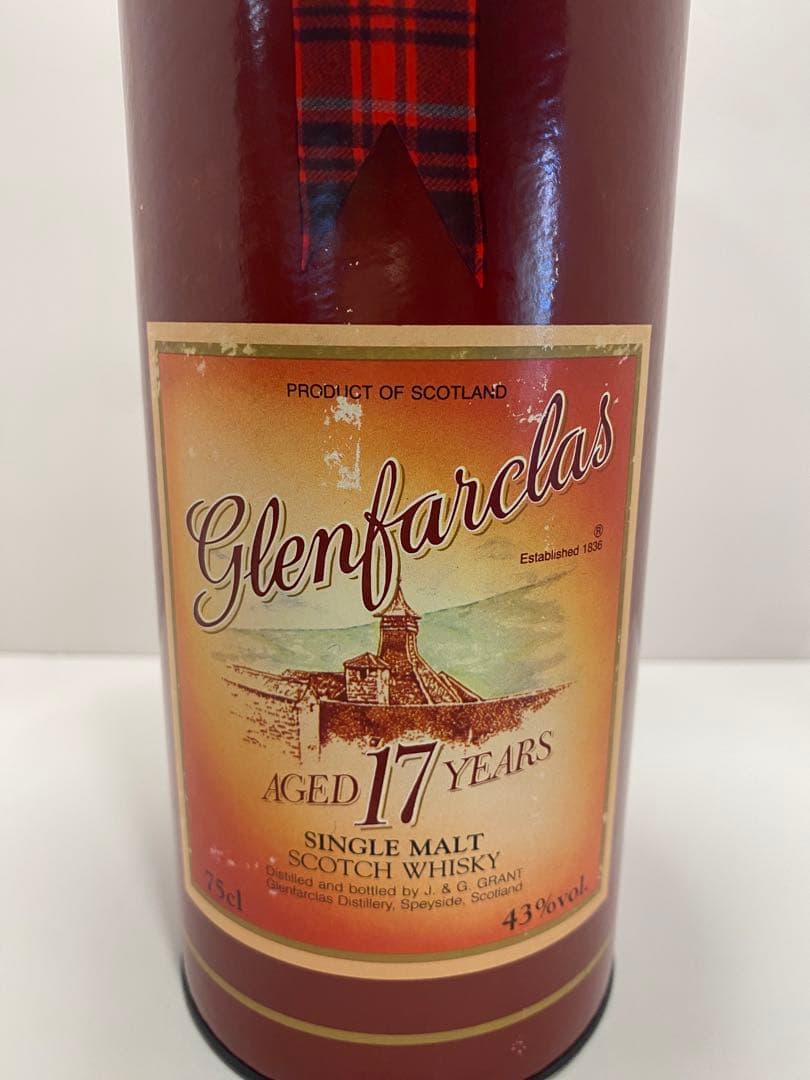 PRODUCT OF SCOTLAND
Glenfarclas
®
Established 1836
AGED 17 YEARS
SINGLE MALT
SCOTCH WHISKY
Distilled and bottled by J. & G. GRANT
Glenfarclas Distillery, Speyside, Scotland
75cl
43%vol.